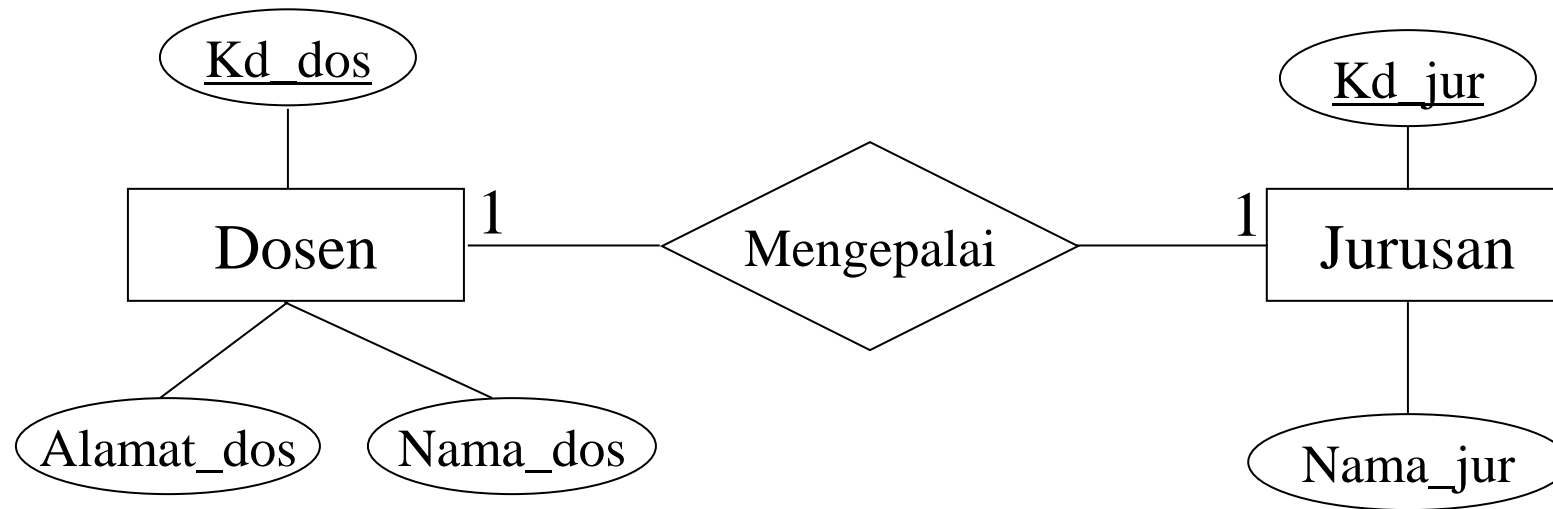 Kd_dos
Kd_jur
1
1
Dosen
Mengepalai
Jurusan
Alamat_dos
Nama_dos
Nama_jur